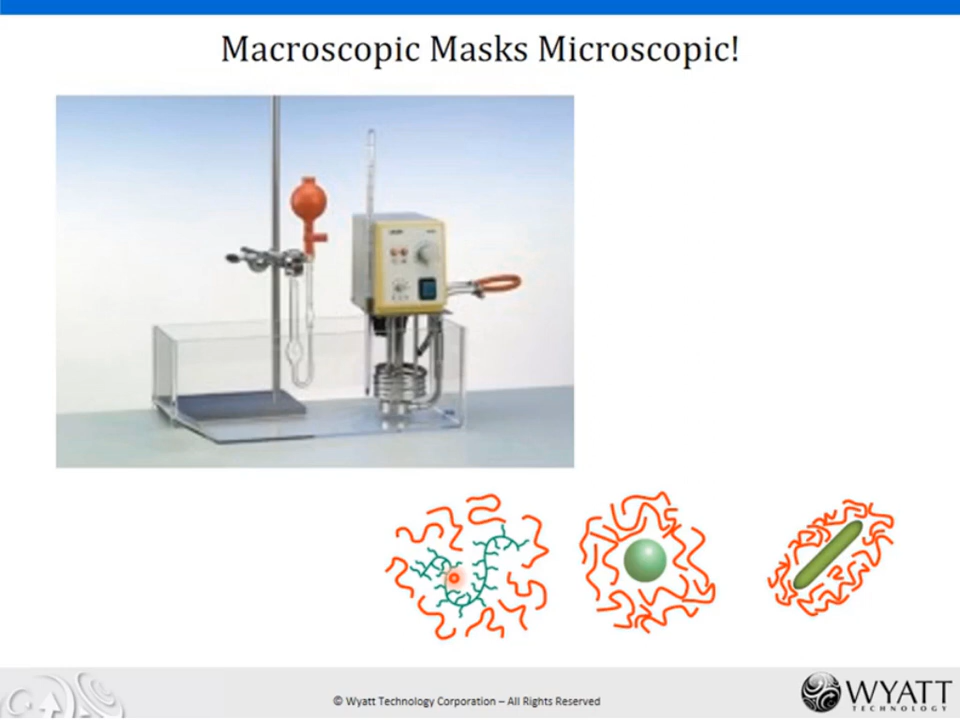 Macroscopic Masks Microscopic!
© Wyatt Technology Corporation – All Rights Reserved
WYATT
TECHNOLOGY